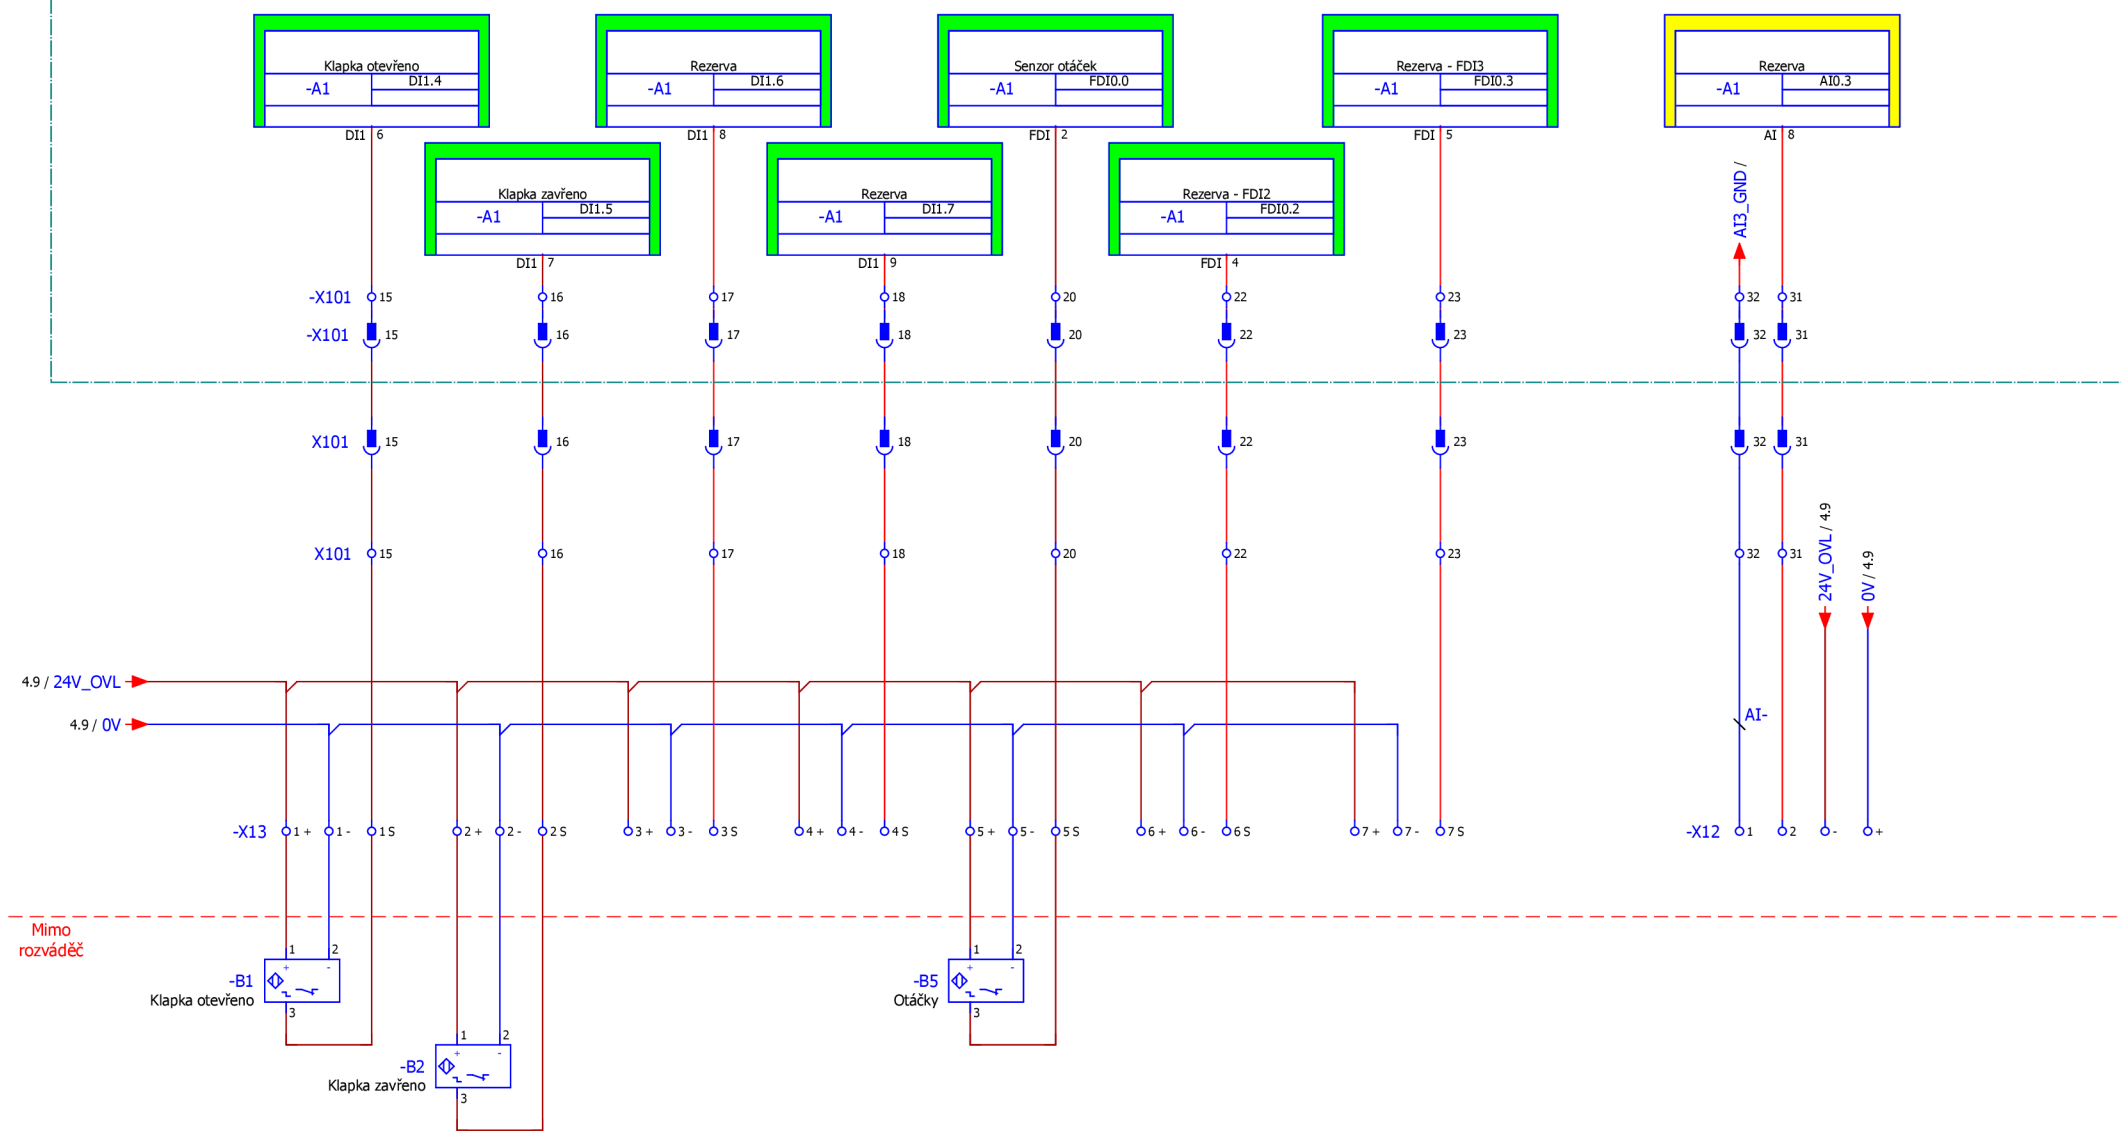 Klapka otevřeno
-A1 DI1.4
DI1 6
Rezerva
-A1 DI1.6
DI1 8
Senzor otáček
-A1 FDI0.0
FDI 2
Rezerva - FDI3
-A1 FDI0.3
FDI 5
Rezerva
-A1 AI0.3
AI 8
Klapka zavřeno
-A1 DI1.5
DI1 7
Rezerva
-A1 DI1.7
DI1 9
Rezerva - FDI2
-A1 FDI0.2
FDI 4
AI3_GND /
-X101 15 16 17 18 20 22 23 32 31
-X101 15 16 17 18 20 22 23 32 31
X101 15 16 17 18 20 22 23 32 31
X101 15 16 17 18 20 22 23 32 31
24V_OVL / 4.9
0V / 4.9
4.9 / 24V_OVL
4.9 / 0V
AI-
-X13 1 + 1 - 1 S 2 + 2 - 2 S 3 + 3 - 3 S 4 + 4 - 4 S 5 + 5 - 5 S 6 + 6 - 6 S 7 + 7 - 7 S
-X12 1 2 - +
Mimo
rozváděč
1 2
+ -
-B1
Klapka otevřeno
3
1 2
+ -
-B5
Otáčky
3
1 2
+ -
-B2
Klapka zavřeno
3